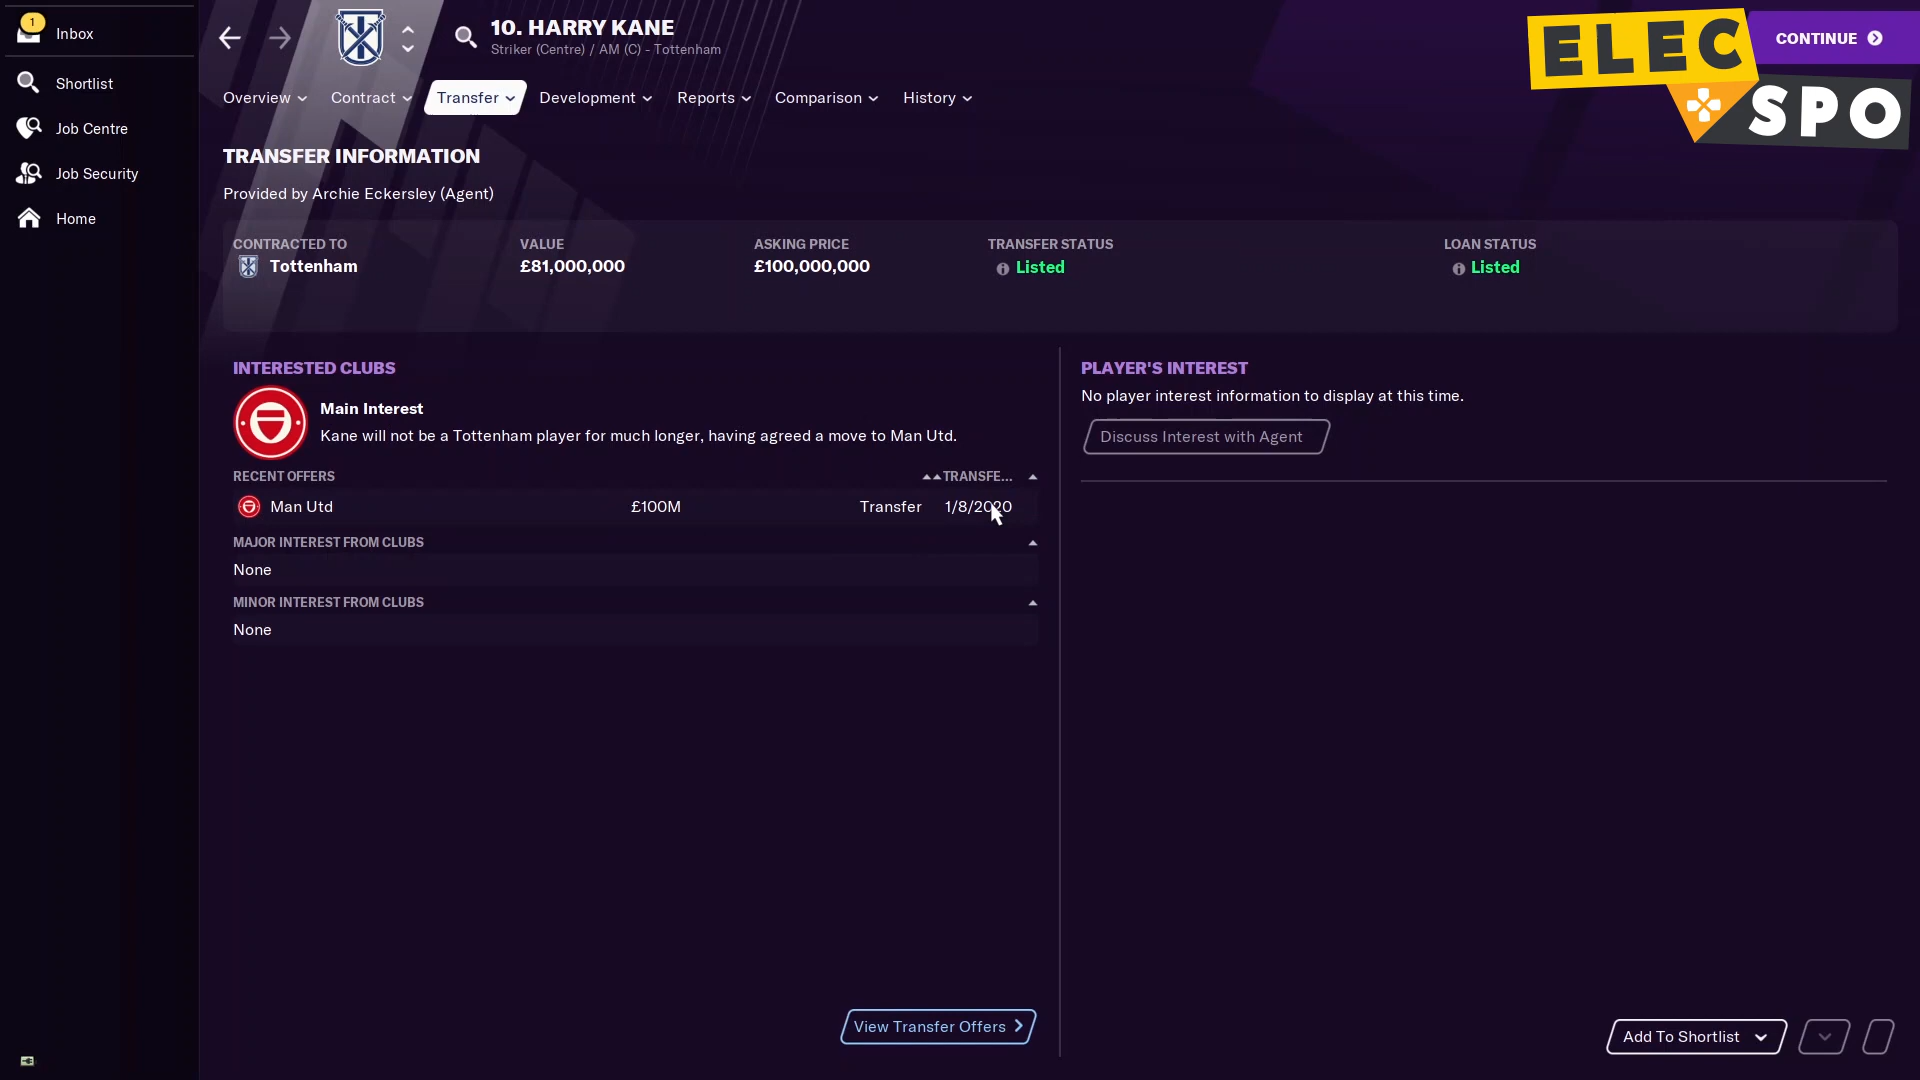 1
Inbox
Shortlist
Job Centre
Job Security
Home
10. HARRY KANE
Striker (Centre) / AM (C) - Tottenham
ELEC
SPO
CONTINUE
Overview
Contract
Transfer
Development
Reports
Comparison
History
TRANSFER INFORMATION
Provided by Archie Eckersley (Agent)
CONTRACTED TO
Tottenham
VALUE
£81,000,000
ASKING PRICE
£100,000,000
TRANSFER STATUS
Listed
LOAN STATUS
Listed
INTERESTED CLUBS
Main Interest
Kane will not be a Tottenham player for much longer, having agreed a move to Man Utd.
RECENT OFFERS
TRANSFE...
Man Utd £100M Transfer 1/8/2020
MAJOR INTEREST FROM CLUBS
None
MINOR INTEREST FROM CLUBS
None
View Transfer Offers
PLAYER'S INTEREST
No player interest information to display at this time.
Discuss Interest with Agent
Add To Shortlist